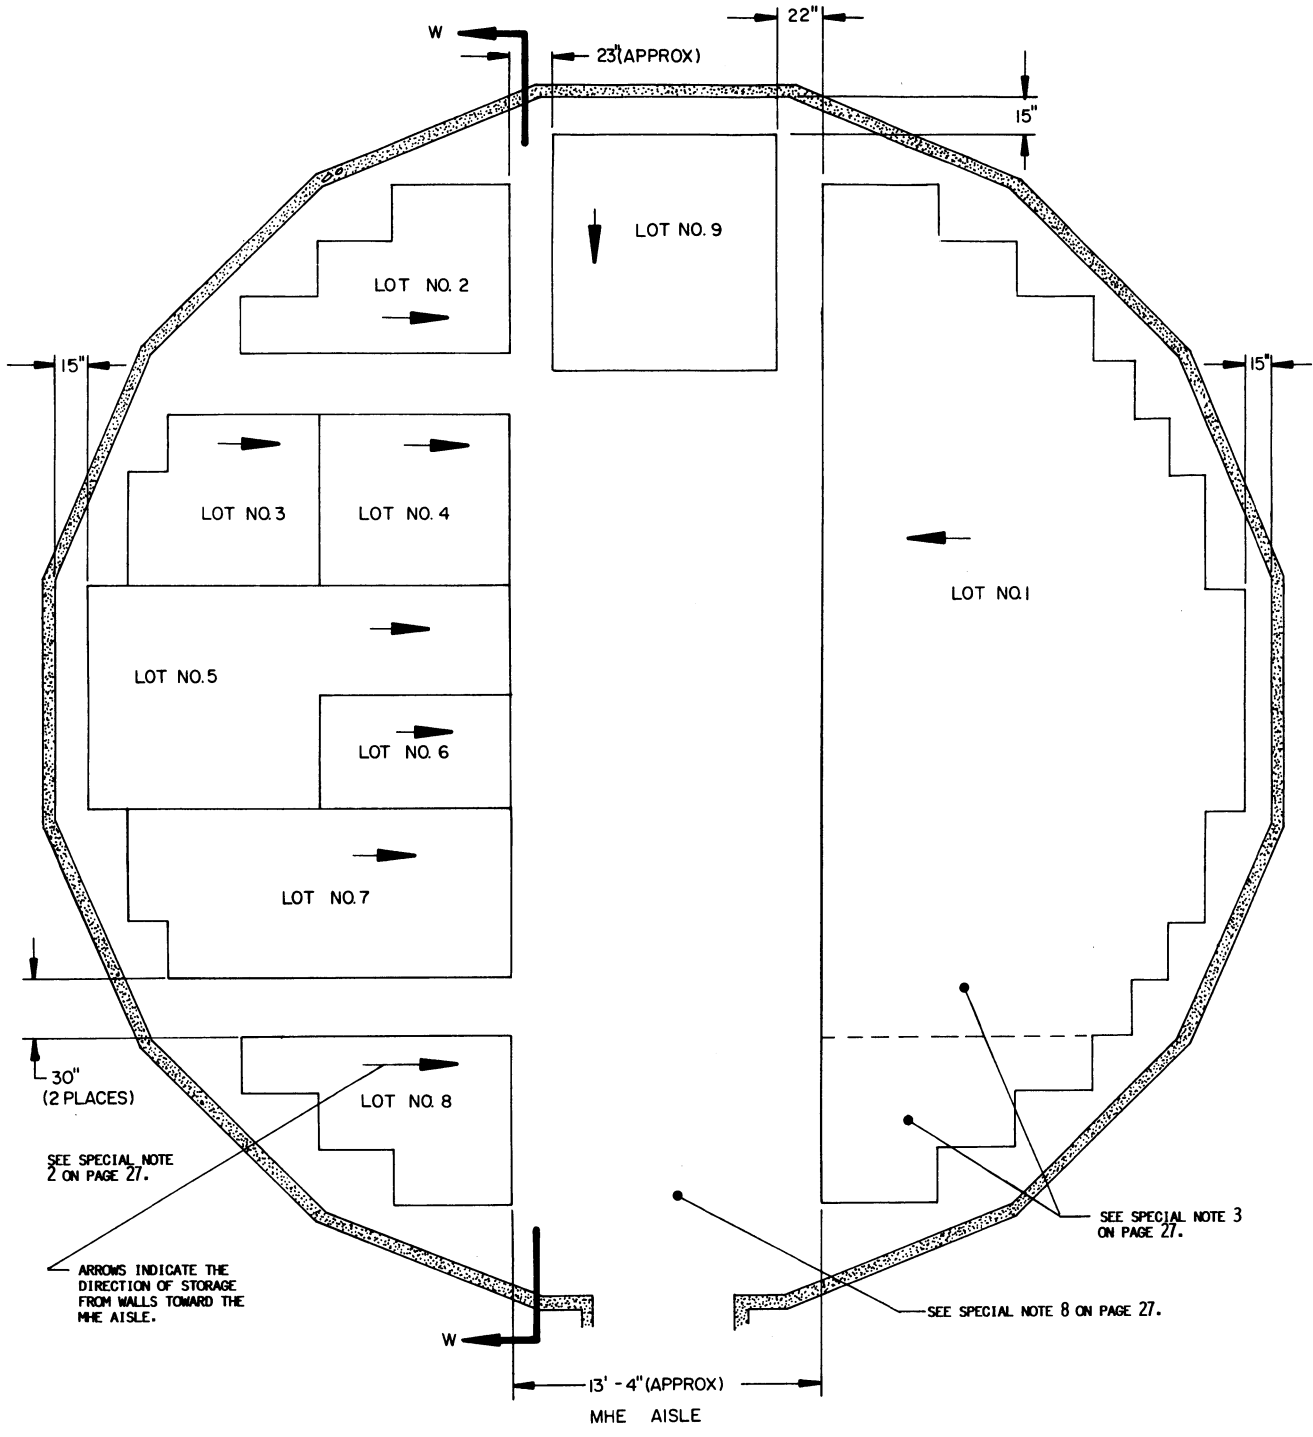 22"
W
23"(APPROX)
15"
LOT NO. 9
LOT NO. 2
15"
15"
LOT NO. 3
LOT NO. 4
LOT NO. 1
LOT NO. 5
LOT NO. 6
LOT NO. 7
30"
(2 PLACES)
LOT NO. 8
SEE SPECIAL NOTE
2 ON PAGE 27.
SEE SPECIAL NOTE 3
ON PAGE 27.
ARROWS INDICATE THE
DIRECTION OF STORAGE
FROM WALLS TOWARD THE
MHE AISLE.
SEE SPECIAL NOTE 8 ON PAGE 27.
W
13' - 4" (APPROX)
MHE AISLE